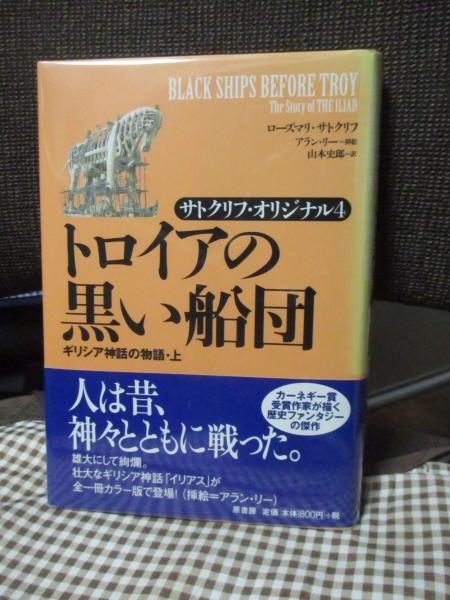 BLACK SHIPS BEFORE TROY
The Story of THE ILIAD
ローズマリ・サトクリフ
アラン・リー─挿絵
山本史郎─訳
サトクリフ・オリジナル4
トロイアの
黒い船団
ギリシア神話の物語・上
人は昔、
神々とともに戦った。
カーネギー賞
受賞作家が描く
歴史ファンタジー
の傑作
雄大にして絢爛。
壮大なギリシア神話「イリアス」が
全一冊カラー版で登場!(挿絵=アラン・リー)
原書房 定価 本体1800円+税